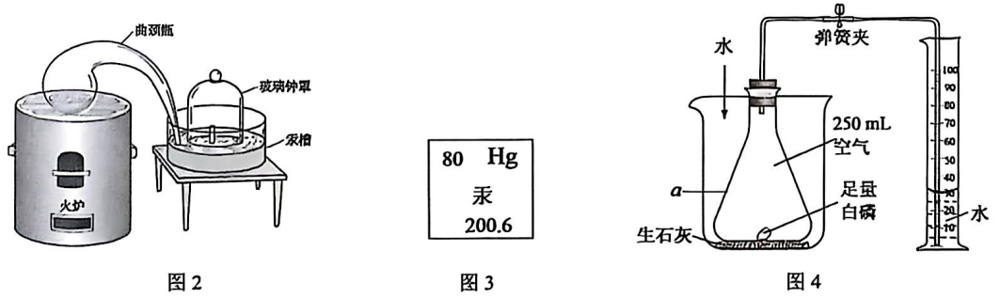 曲颈瓶
玻璃钟罩
汞槽
火炉
图2
80 Hg
汞
200.6
图3
水
弹簧夹
250 mL
空气
a
足量
白磷
生石灰
水
100
90
80
70
60
50
40
30
20
10
图4